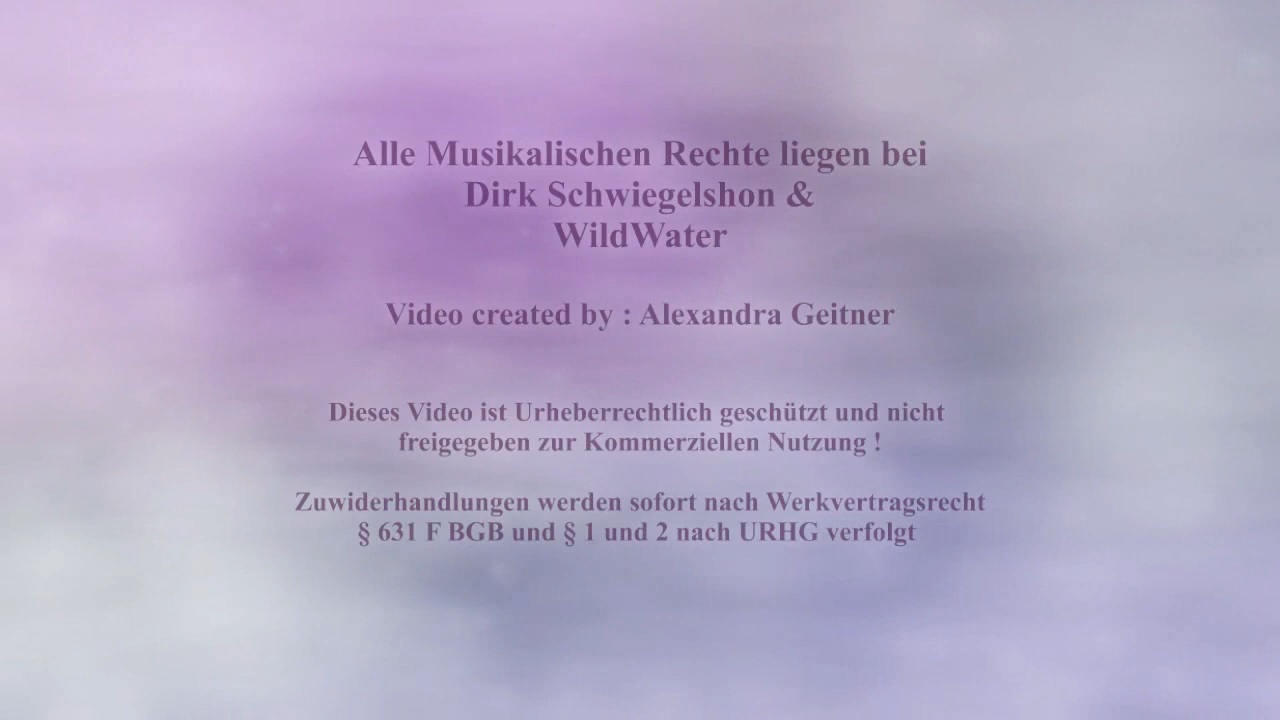 Alle Musikalischen Rechte liegen bei
Dirk Schwiegelshon &
WildWater
Video created by : Alexandra Geitner
Dieses Video ist Urheberrechtlich geschützt und nicht
freigegeben zur Kommerziellen Nutzung !
Zuwiderhandlungen werden sofort nach Werkvertragsrecht
§ 631 F BGB und § 1 und 2 nach URHG verfolgt